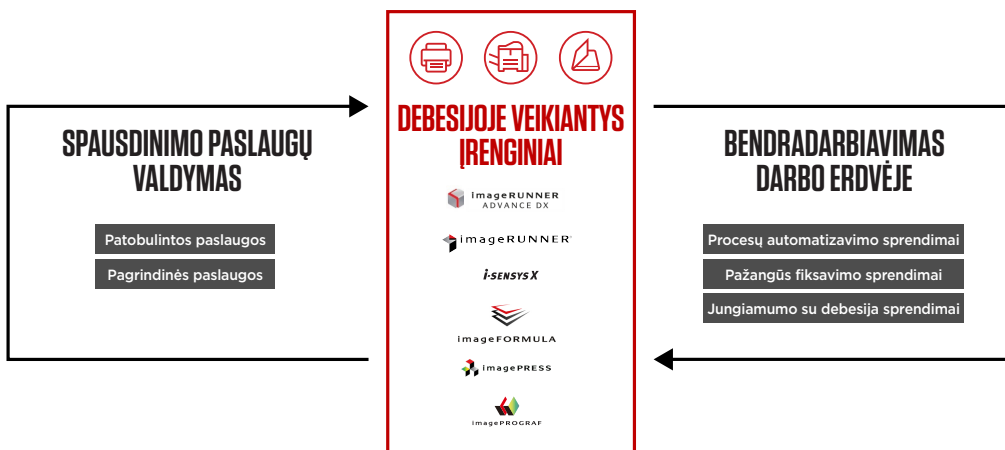 SPAUSDINIMO PASLAUGŲ
VALDYMAS
Patobulintos paslaugos
Pagrindinės paslaugos
DEBESIJOJE VEIKIANTYS
ĮRENGINIAI
imageRUNNER
ADVANCE DX
imageRUNNER
i-SENSYS X
imageFORMULA
imagePRESS
imagePROGRAF
BENDRADARBIAVIMAS
DARBO ERDVĖJE
Procesų automatizavimo sprendimai
Pažangūs fiksavimo sprendimai
Jungiamumo su debesija sprendimai